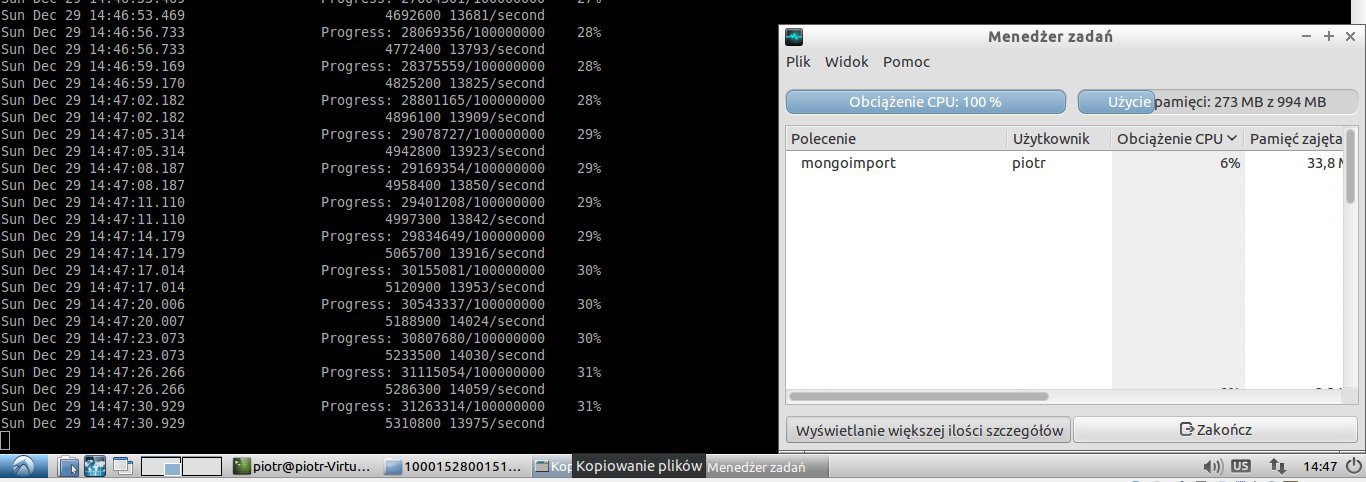 Sun Dec 29 14:46:53.469 4692600 13681/second
Sun Dec 29 14:46:56.733 Progress: 28069356/100000000 28%
Sun Dec 29 14:46:56.733 4772400 13793/second
Sun Dec 29 14:46:59.169 Progress: 28375559/100000000 28%
Sun Dec 29 14:46:59.170 4825200 13825/second
Sun Dec 29 14:47:02.182 Progress: 28801165/100000000 28%
Sun Dec 29 14:47:02.182 4896100 13909/second
Sun Dec 29 14:47:05.314 Progress: 29078727/100000000 29%
Sun Dec 29 14:47:05.314 4942800 13923/second
Sun Dec 29 14:47:08.187 Progress: 29169354/100000000 29%
Sun Dec 29 14:47:08.187 4958400 13850/second
Sun Dec 29 14:47:11.110 Progress: 29401208/100000000 29%
Sun Dec 29 14:47:11.110 4997300 13842/second
Sun Dec 29 14:47:14.179 Progress: 29834649/100000000 29%
Sun Dec 29 14:47:14.179 5065700 13916/second
Sun Dec 29 14:47:17.014 Progress: 30155081/100000000 30%
Sun Dec 29 14:47:17.014 5120900 13953/second
Sun Dec 29 14:47:20.006 Progress: 30543337/100000000 30%
Sun Dec 29 14:47:20.007 5188900 14024/second
Sun Dec 29 14:47:23.073 Progress: 30807680/100000000 30%
Sun Dec 29 14:47:23.073 5233500 14030/second
Sun Dec 29 14:47:26.266 Progress: 31115054/100000000 31%
Sun Dec 29 14:47:26.266 5286300 14059/second
Sun Dec 29 14:47:30.929 Progress: 31263314/100000000 31%
Sun Dec 29 14:47:30.929 5310800 13975/second
Menedżer zadań
Plik Widok Pomoc
Obciążenie CPU: 100 % Użycie pamięci: 273 MB z 994 MB
Polecenie Użytkownik Obciążenie CPU Pamięć zajęta
mongoimport piotr 6% 33,8
Wyświetlanie większej ilości szczegółów Zakończ
piotr@piotr-Virtu... 1000152800151... Kop Kopiowanie plików Menedżer zadań US 14:47